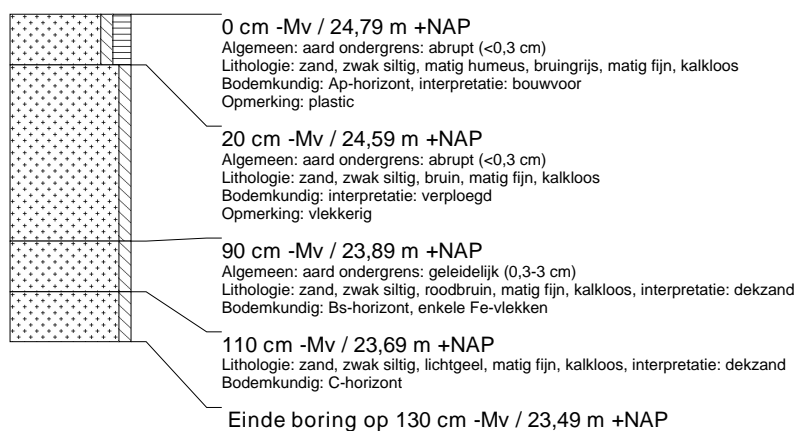 0 cm -Mv / 24,79 m +NAP
Algemeen: aard ondergrens: abrupt (<0,3 cm)
Lithologie: zand, zwak siltig, matig humeus, bruingrijs, matig fijn, kalkloos
Bodemkundig: Ap-horizont, interpretatie: bouwvoor
Opmerking: plastic
20 cm -Mv / 24,59 m +NAP
Algemeen: aard ondergrens: abrupt (<0,3 cm)
Lithologie: zand, zwak siltig, bruin, matig fijn, kalkloos
Bodemkundig: interpretatie: verploegd
Opmerking: vlekkerig
90 cm -Mv / 23,89 m +NAP
Algemeen: aard ondergrens: geleidelijk (0,3-3 cm)
Lithologie: zand, zwak siltig, roodbruin, matig fijn, kalkloos, interpretatie: dekzand
Bodemkundig: Bs-horizont, enkele Fe-vlekken
110 cm -Mv / 23,69 m +NAP
Lithologie: zand, zwak siltig, lichtgeel, matig fijn, kalkloos, interpretatie: dekzand
Bodemkundig: C-horizont
Einde boring op 130 cm -Mv / 23,49 m +NAP